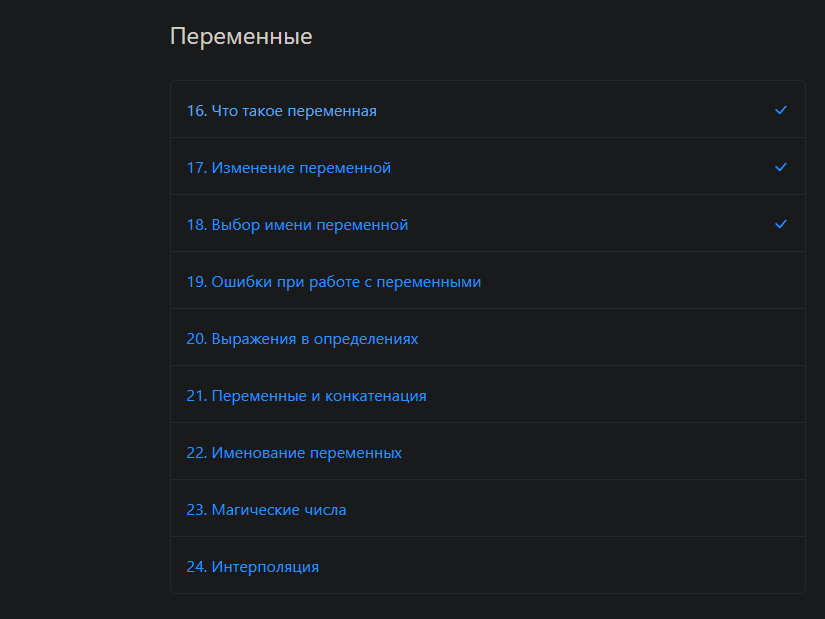 Переменные
16. Что такое переменная
17. Изменение переменной
18. Выбор имени переменной
19. Ошибки при работе с переменными
20. Выражения в определениях
21. Переменные и конкатенация
22. Именование переменных
23. Магические числа
24. Интерполяция